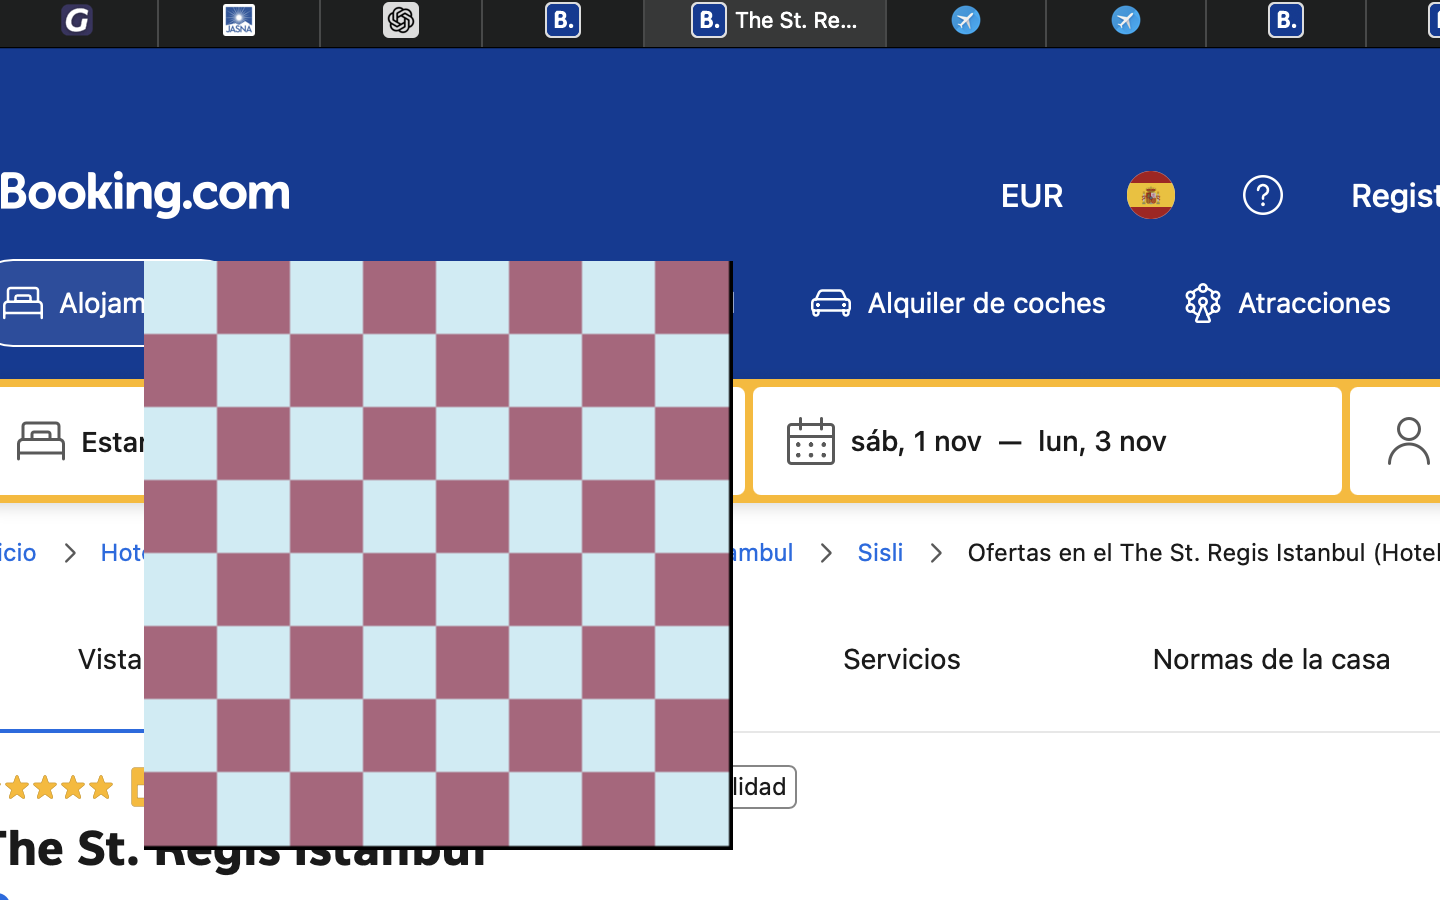 G
JASNA
B.
B. The St. Re...
B.
Booking.com
EUR
?
Regist
Alojam
Alquiler de coches
Atracciones
Estar
sáb, 1 nov — lun, 3 nov
icio > Hote
ambul > Sisli > Ofertas en el The St. Regis Istanbul (Hotel
Vista
Servicios
Normas de la casa
lidad
The St. Regis Istanbul